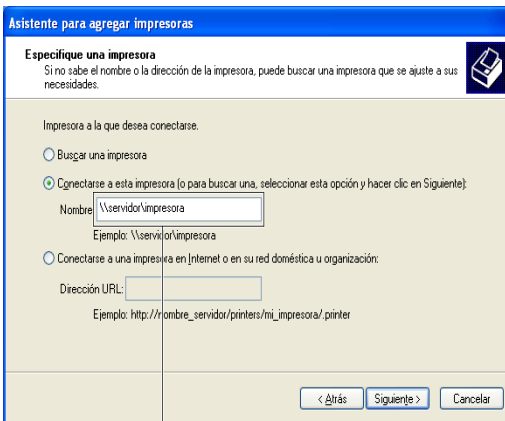 Asistente para agregar impresoras
Especifique una impresora
Si no sabe el nombre o la dirección de la impresora, puede buscar una impresora que se ajuste a sus
necesidades.
Impresora a la que desea conectarse.
Buscar una impresora
Conectarse a esta impresora (o para buscar una, seleccionar esta opción y hacer clic en Siguiente):
Nombre \\servidor\impresora
Ejemplo: \\servidor\impresora
Conectarse a una impresora en Internet o en su red doméstica u organización:
Dirección URL:
Ejemplo: http://nombre_servidor/printers/mi_impresora/.printer
< Atrás Siguiente > Cancelar